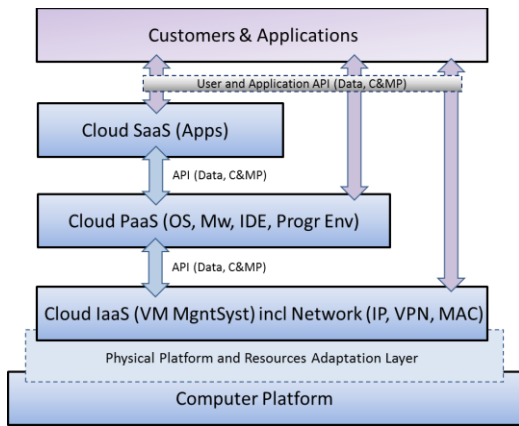 Customers & Applications
User and Application API (Data, C&MP)
Cloud SaaS (Apps)
API (Data, C&MP)
Cloud PaaS (OS, Mw, IDE, Progr Env)
API (Data, C&MP)
Cloud IaaS (VM MgntSyst) incl Network (IP, VPN, MAC)
Physical Platform and Resources Adaptation Layer
Computer Platform